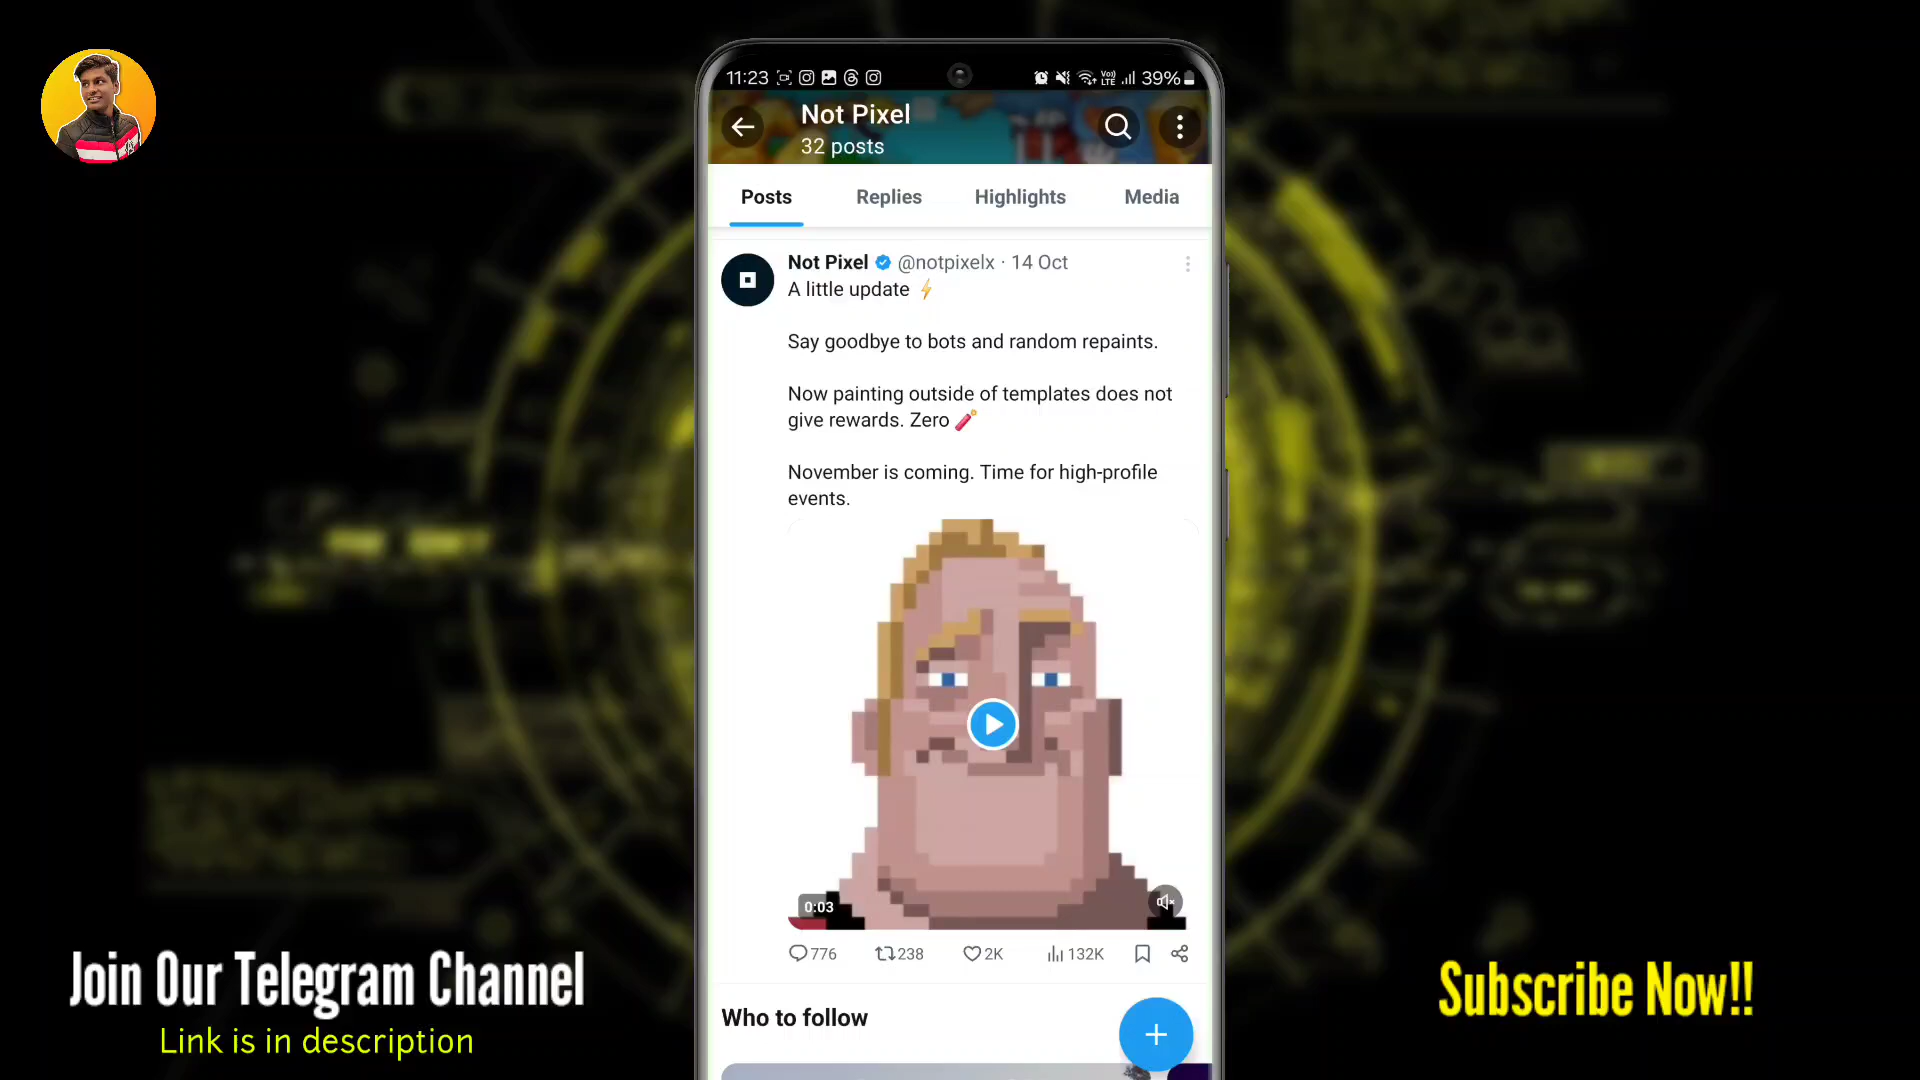 11:23
Vo)
LTE
39%
Not Pixel
32 posts
Posts
Replies
Highlights
Media
Not Pixel @notpixelx · 14 Oct
A little update ⚡
Say goodbye to bots and random repaints.
Now painting outside of templates does not
give rewards. Zero 🧨
November is coming. Time for high-profile
events.
0:03
776
238
2K
132K
Who to follow
Join Our Telegram Channel
Link is in description
Subscribe Now!!